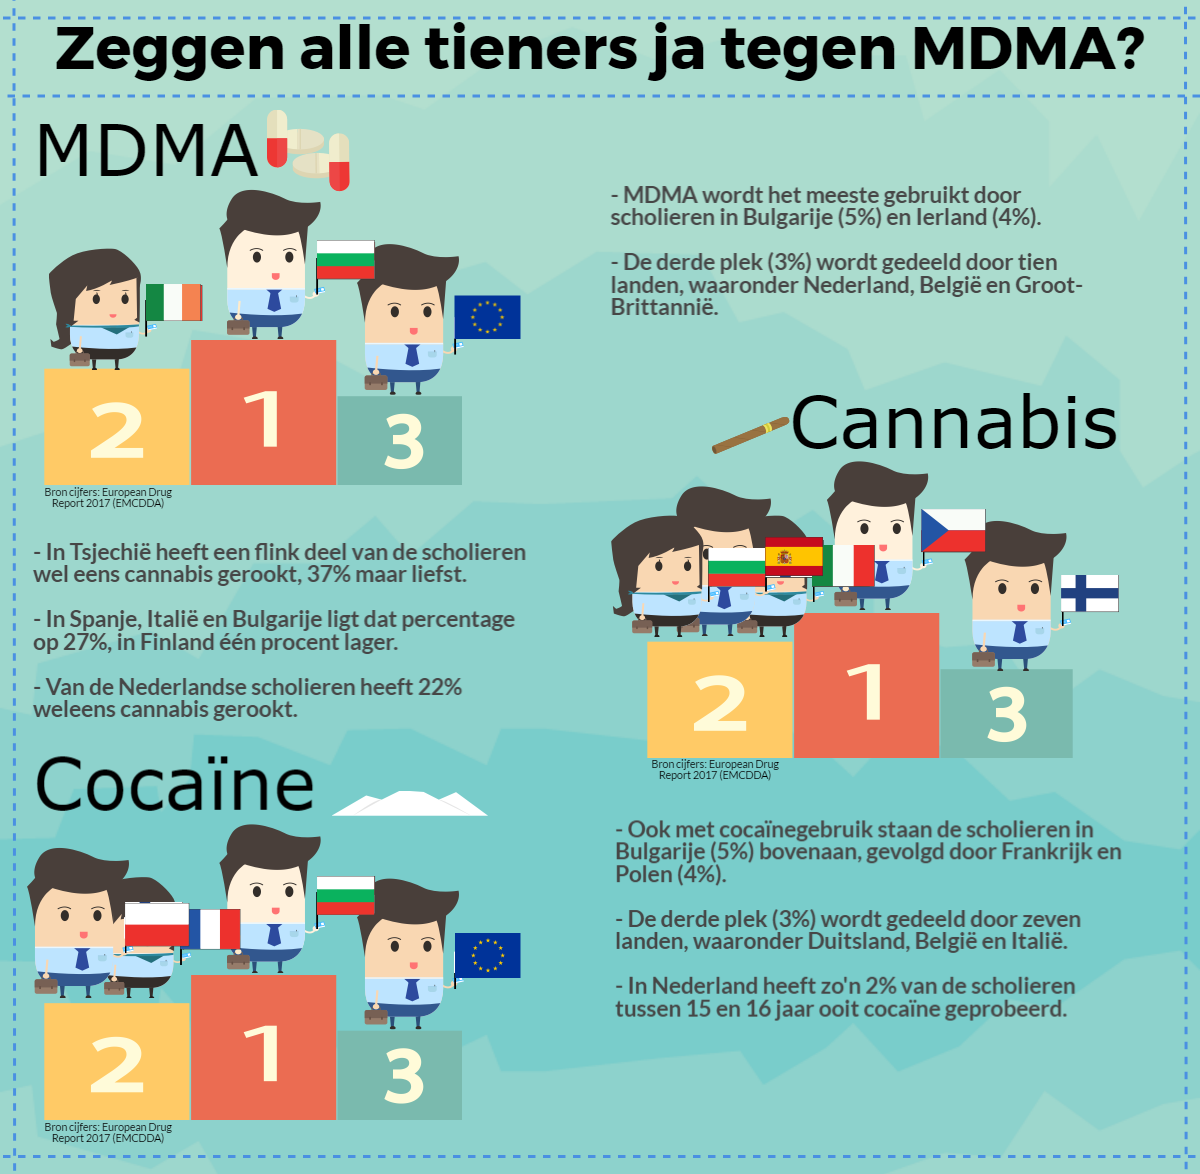 Zeggen alle tieners ja tegen MDMA?
MDMA
- MDMA wordt het meeste gebruikt door
scholieren in Bulgarije (5%) en Ierland (4%).
- De derde plek (3%) wordt gedeeld door tien
landen, waaronder Nederland, België en Groot-
Brittannië.
2
1
3
Bron cijfers: European Drug
Report 2017 (EMCDDA)
Cannabis
- In Tsjechië heeft een flink deel van de scholieren
wel eens cannabis gerookt, 37% maar liefst.
- In Spanje, Italië en Bulgarije ligt dat percentage
op 27%, in Finland één procent lager.
- Van de Nederlandse scholieren heeft 22%
weleens cannabis gerookt.
2
1
3
Bron cijfers: European Drug
Report 2017 (EMCDDA)
Cocaïne
- Ook met cocaïnegebruik staan de scholieren in
Bulgarije (5%) bovenaan, gevolgd door Frankrijk en
Polen (4%).
- De derde plek (3%) wordt gedeeld door zeven
landen, waaronder Duitsland, België en Italië.
- In Nederland heeft zo'n 2% van de scholieren
tussen 15 en 16 jaar ooit cocaïne geprobeerd.
2
1
3
Bron cijfers: European Drug
Report 2017 (EMCDDA)